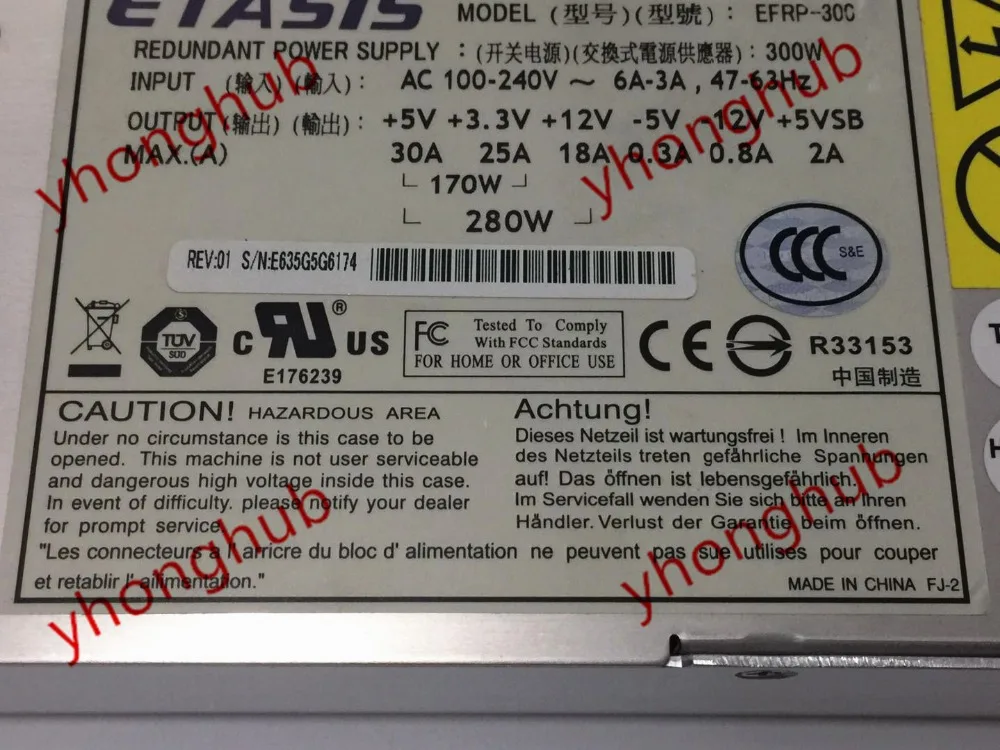 ETASIS MODEL (型号)(型號) : EFRP-300
REDUNDANT POWER SUPPLY : (开关电源)(交換式電源供應器) : 300W
INPUT (输入) (輸入) : AC 100-240V ~ 6A-3A , 47-63Hz
OUTPUT (输出) (輸出) : +5V +3.3V +12V -5V -12V +5VSB
MAX.(A) 30A 25A 18A 0.3A 0.8A 2A
170W
280W
REV:01 S/N:E635G5G6174
CCC S&E
TÜV SÜD
c RU ® US
E176239
FC Tested To Comply
With FCC Standards
FOR HOME OR OFFICE USE
CE
R33153
中国制造
CAUTION! HAZARDOUS AREA
Under no circumstance is this case to be
opened. This machine is not user serviceable
and dangerous high voltage inside this case.
In event of difficulty. please notify your dealer
for prompt service
Achtung!
Dieses Netzeil ist wartungsfrei ! Im Inneren
des Netzteils treten gefährliche Spannungen
auf! Das öffnen ist lebensgefährlich.
Im Servicefall wenden Sie sich bitte an Ihren
Händler. Verlust der Garantie beim öffnen.
"Les connecteurs a l' arricre du bloc d' alimentation ne peuvent pas sue utilises pour couper
et retablir l' ailimentation."
MADE IN CHINA FJ-2
yhonghub
yhonghub
yhonghub
yhonghub